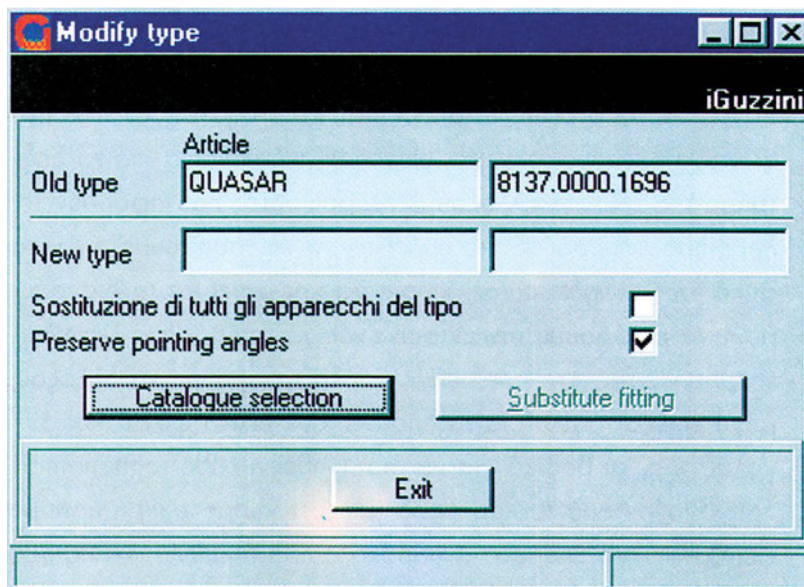 Modify type
iGuzzini
Article
Old type QUASAR 8137.0000.1696
New type
Sostituzione di tutti gli apparecchi del tipo
Preserve pointing angles
Catalogue selection Substitute fitting
Exit